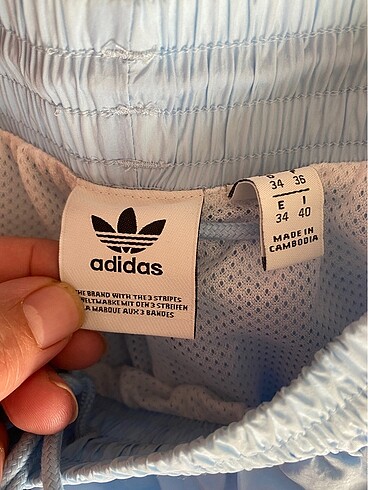 adidas
THE BRAND WITH THE 3 STRIPES
WELTMARKE MIT DEN 3 STREIFEN
LA MARQUE AUX 3 BANDES
F
34 36
E I
34 40
MADE IN
CAMBODIA